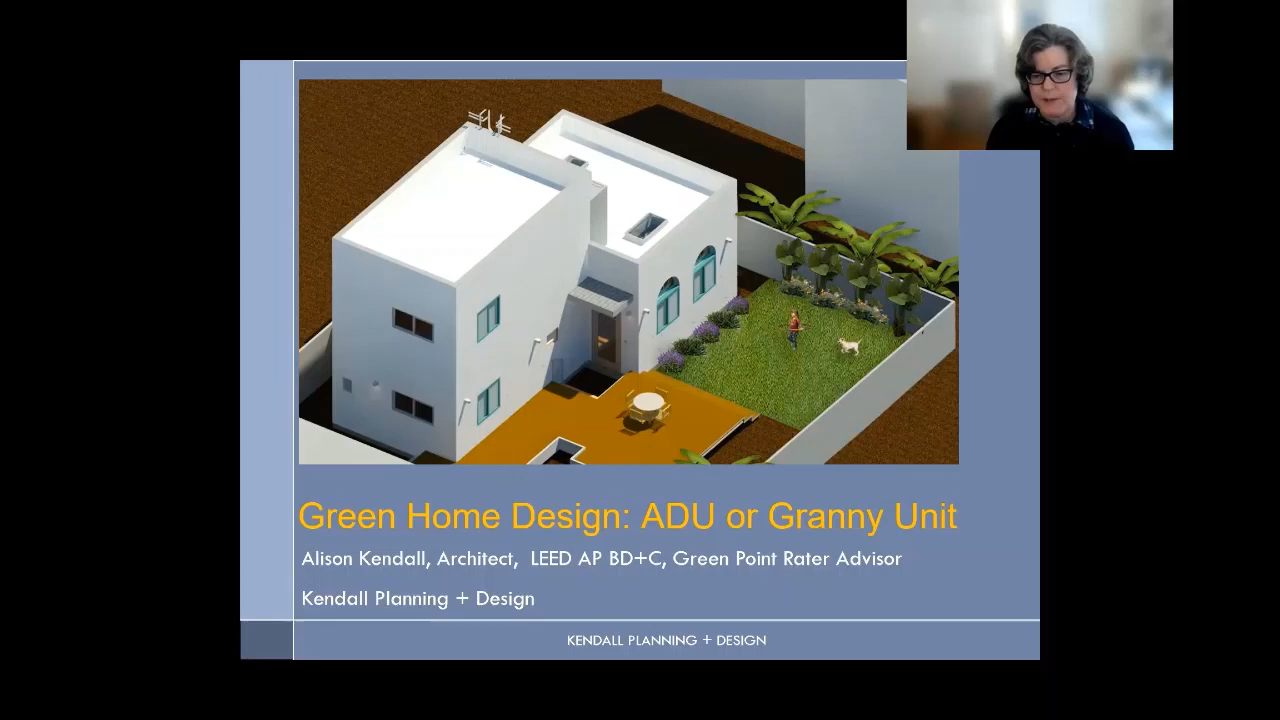 Green Home Design: ADU or Granny Unit
Alison Kendall, Architect, LEED AP BD+C, Green Point Rater Advisor
Kendall Planning + Design
KENDALL PLANNING + DESIGN